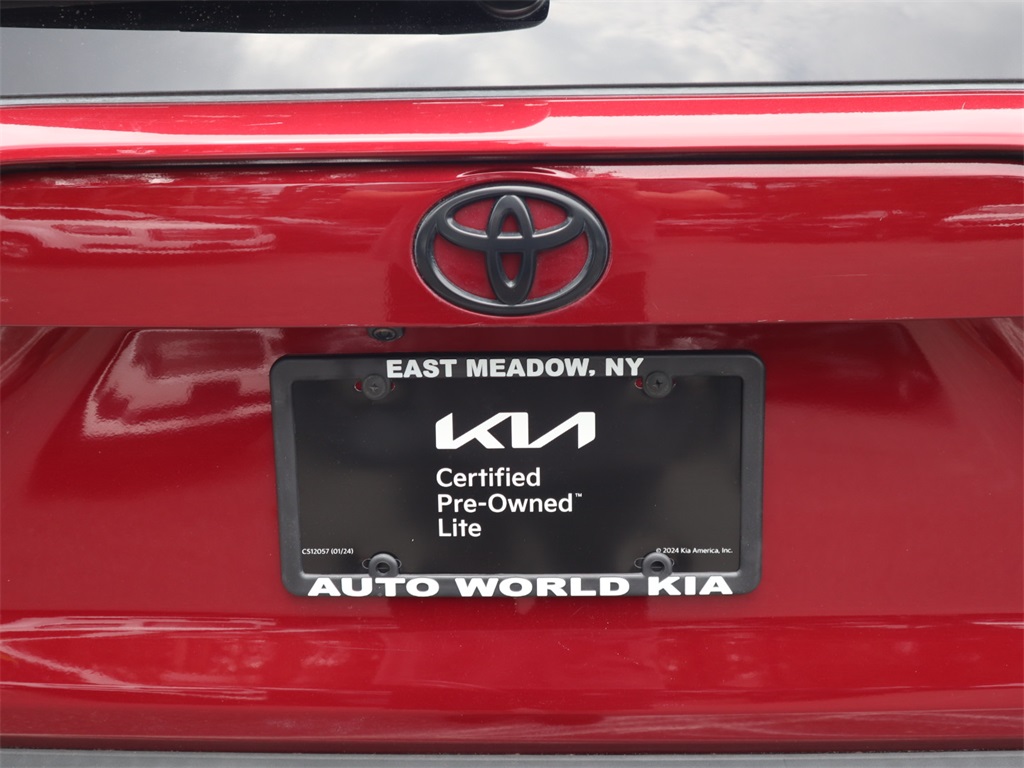 EAST MEADOW, NY
KIA
Certified
Pre-Owned™
Lite
CS12057 (01/24)
© 2024 Kia America, Inc.
AUTO WORLD KIA